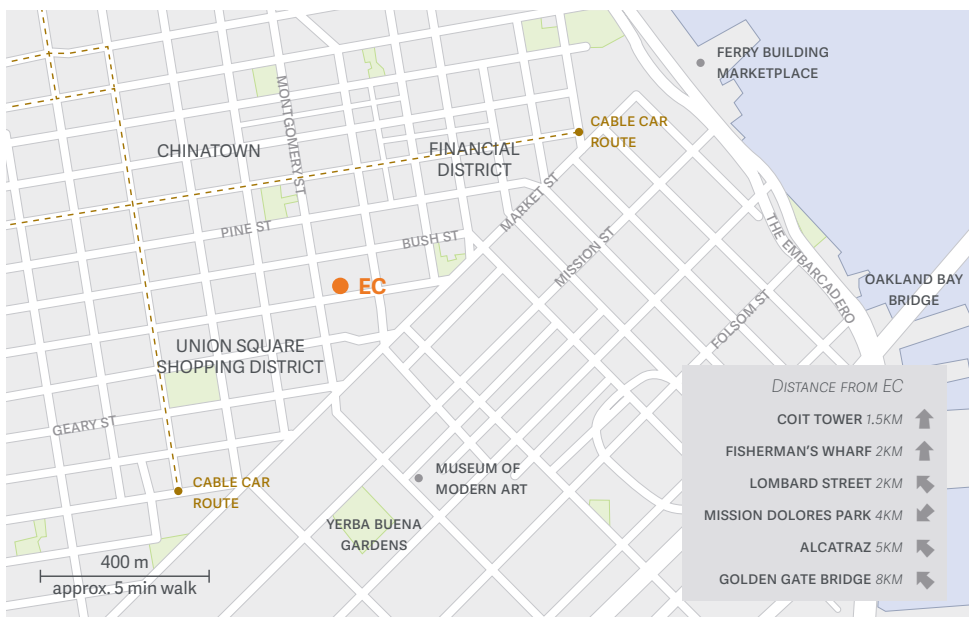 FERRY BUILDING
MARKETPLACE
MONTGOMERY ST
CABLE CAR
ROUTE
CHINATOWN
FINANCIAL
DISTRICT
MARKET ST
PINE ST
BUSH ST
MISSION ST
THE EMBARCADERO
EC
OAKLAND BAY
BRIDGE
FOLSOM ST
UNION SQUARE
SHOPPING DISTRICT
GEARY ST
DISTANCE FROM EC
COIT TOWER 1.5KM
FISHERMAN'S WHARF 2KM
LOMBARD STREET 2KM
MISSION DOLORES PARK 4KM
ALCATRAZ 5KM
GOLDEN GATE BRIDGE 8KM
MUSEUM OF
MODERN ART
CABLE CAR
ROUTE
YERBA BUENA
GARDENS
400 m
approx. 5 min walk